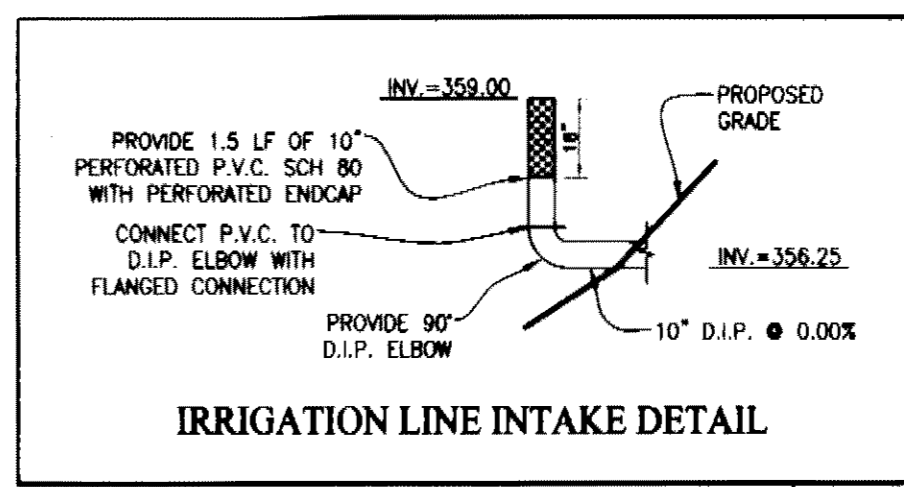 INV.=359.00
PROVIDE 1.5 LF OF 10"
PERFORATED P.V.C. SCH 80
WITH PERFORATED ENDCAP
18"
PROPOSED
GRADE
CONNECT P.V.C. TO
D.I.P. ELBOW WITH
FLANGED CONNECTION
INV.=356.25
PROVIDE 90°
D.I.P. ELBOW
10" D.I.P. @ 0.00%
IRRIGATION LINE INTAKE DETAIL